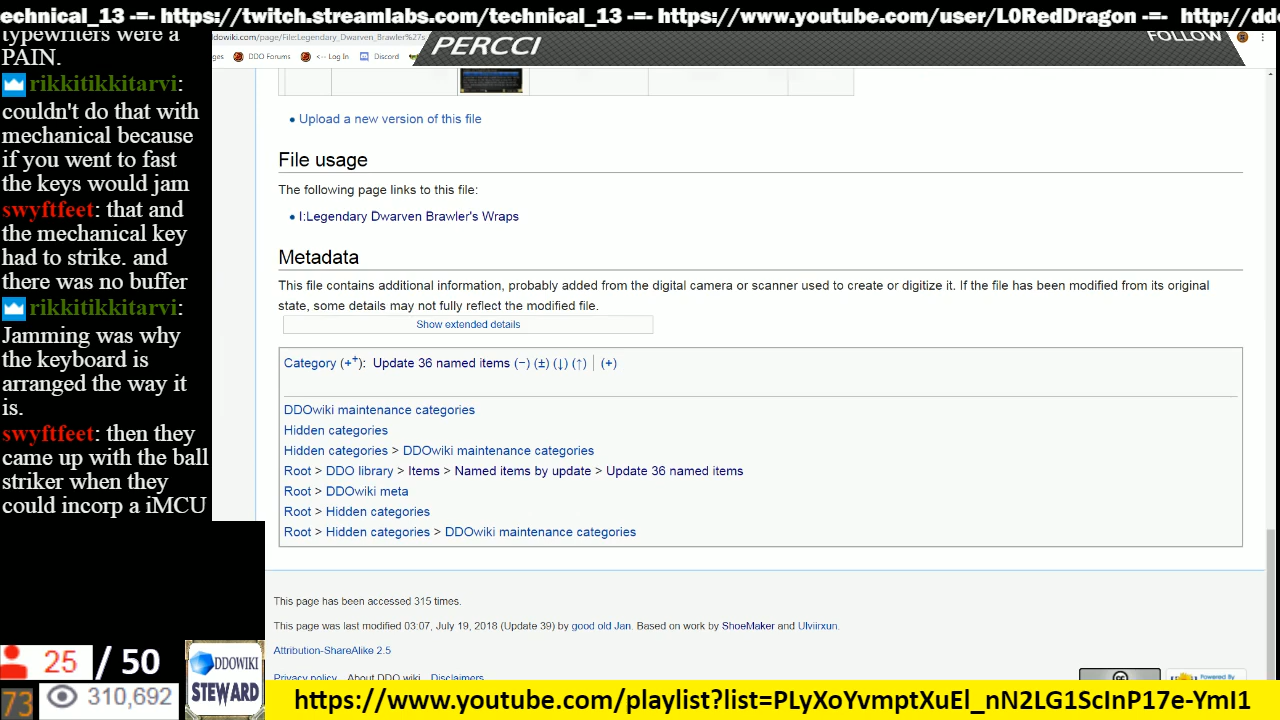 echnical_13 -=- https://twitch.streamlabs.com/technical_13 -=- https://www.youtube.com/user/L0RedDragon -=- http://ddo
typewriters were a
PAIN.
rikkitikkitarvi:
couldn't do that with
mechanical because
if you went to fast
the keys would jam
swyftfeet: that and
the mechanical key
had to strike. and
there was no buffer
rikkitikkitarvi:
Jamming was why
the keyboard is
arranged the way it
is.
swyftfeet: then they
came up with the ball
striker when they
could incorp a iMCU
25 / 50
73
310,692
DDOWIKI
STEWARD
dowiki.com/page/File:Legendary_Dwarven_Brawler%27s
PERCCI
FOLLOW
ges DDO Forums <-- Log In Discord
Upload a new version of this file
File usage
The following page links to this file:
I:Legendary Dwarven Brawler's Wraps
Metadata
This file contains additional information, probably added from the digital camera or scanner used to create or digitize it. If the file has been modified from its original
state, some details may not fully reflect the modified file.
Show extended details
Category (+⁺): Update 36 named items (−) (±) (↓) (↑) | (+)
DDOwiki maintenance categories
Hidden categories
Hidden categories > DDOwiki maintenance categories
Root > DDO library > Items > Named items by update > Update 36 named items
Root > DDOwiki meta
Root > Hidden categories
Root > Hidden categories > DDOwiki maintenance categories
This page has been accessed 315 times.
This page was last modified 03:07, July 19, 2018 (Update 39) by good old Jan. Based on work by ShoeMaker and Ulviirxun.
Attribution-ShareAlike 2.5
Privacy policy About DDO wiki Disclaimers
Powered By
https://www.youtube.com/playlist?list=PLyXoYvmptXuEl_nN2LG1ScInP17e-YmI1